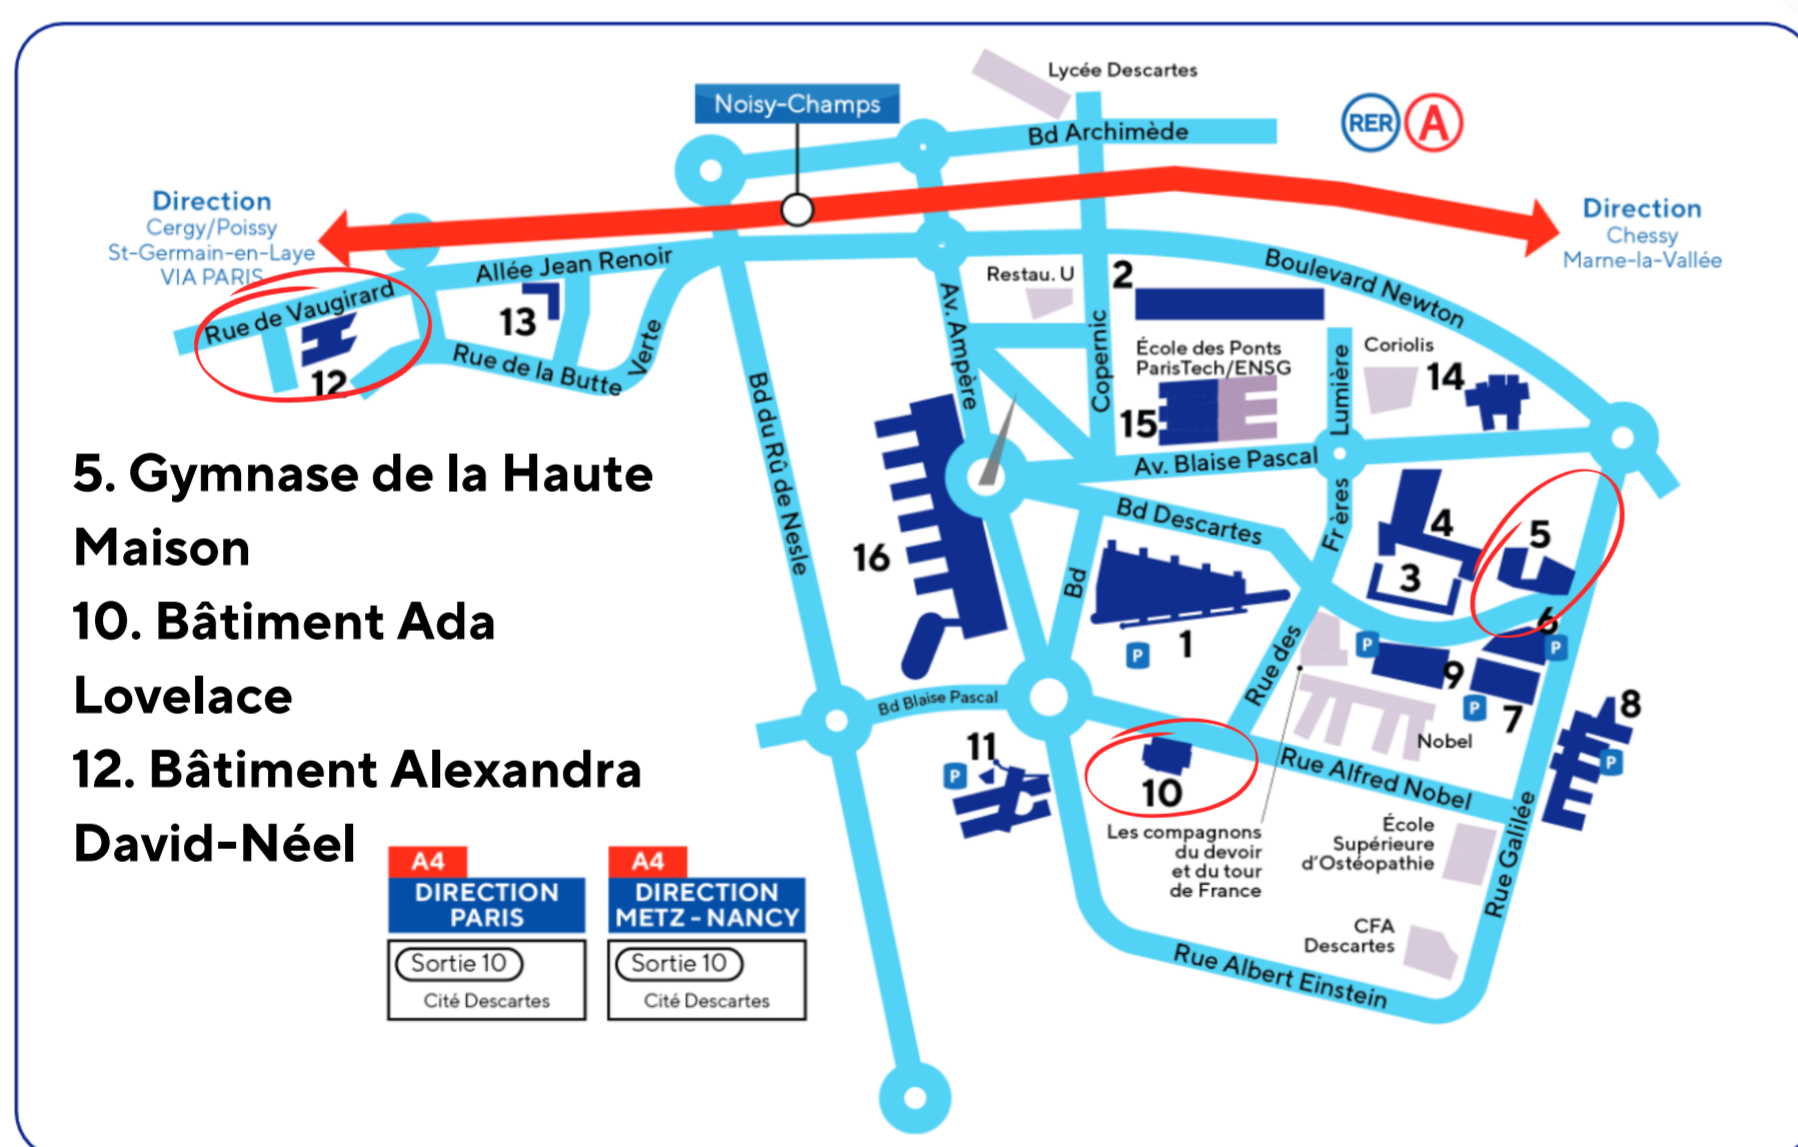 Lycée Descartes
Noisy-Champs
Bd Archimède
RER A
Direction
Cergy/Poissy
St-Germain-en-Laye
VIA PARIS
Direction
Chessy
Marne-la-Vallée
Allée Jean Renoir
Rue de Vaugirard
12
13
Rue de la Butte Verte
Bd du Rû de Nesle
Av. Ampère
Restau. U
2
Copernic
Boulevard Newton
École des Ponts
ParisTech/ENSG
15
Lumière
Coriolis
14
Av. Blaise Pascal
Bd Descartes
Frères
4
3
5
6
16
Bd
1
P
Rue des
P
9
P
7
P
8
P
Nobel
Bd Blaise Pascal
11
P
10
Rue Alfred Nobel
Les compagnons
du devoir
et du tour
de France
École
Supérieure
d'Ostéopathie
Rue Galilée
CFA
Descartes
Rue Albert Einstein
5. Gymnase de la Haute
Maison
10. Bâtiment Ada
Lovelace
12. Bâtiment Alexandra
David-Néel
A4
DIRECTION
PARIS
Sortie 10
Cité Descartes
A4
DIRECTION
METZ - NANCY
Sortie 10
Cité Descartes